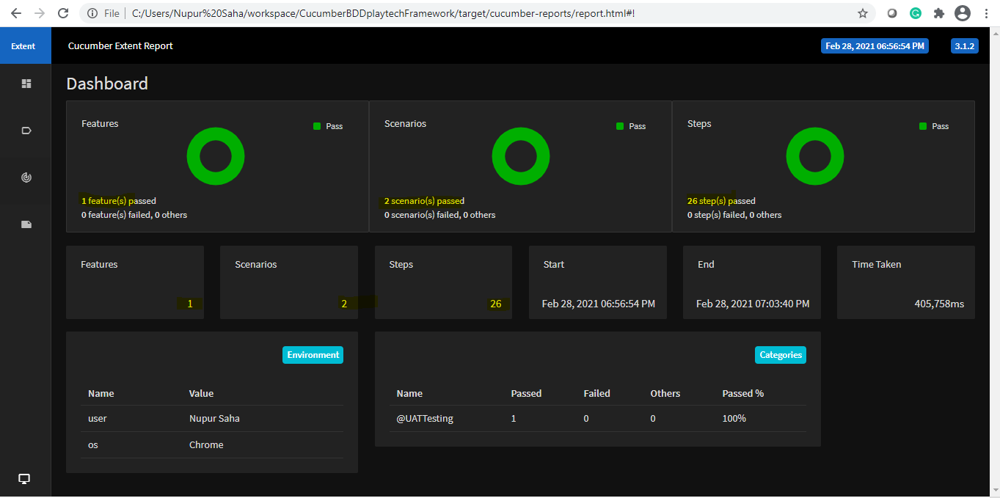 File | C:/Users/Nupur%20Saha/workspace/CucumberBDDplaytechFramework/target/cucumber-reports/report.html#!
Extent
Cucumber Extent Report
Feb 28, 2021 06:56:54 PM
3.1.2
Dashboard
Features
Pass
1 feature(s) passed
0 feature(s) failed, 0 others
Scenarios
Pass
2 scenario(s) passed
0 scenario(s) failed, 0 others
Steps
Pass
26 step(s) passed
0 step(s) failed, 0 others
Features
1
Scenarios
2
Steps
26
Start
Feb 28, 2021 06:56:54 PM
End
Feb 28, 2021 07:03:40 PM
Time Taken
405,758ms
Environment
Name Value
user Nupur Saha
os Chrome
Categories
Name Passed Failed Others Passed %
@UATTesting 1 0 0 100%